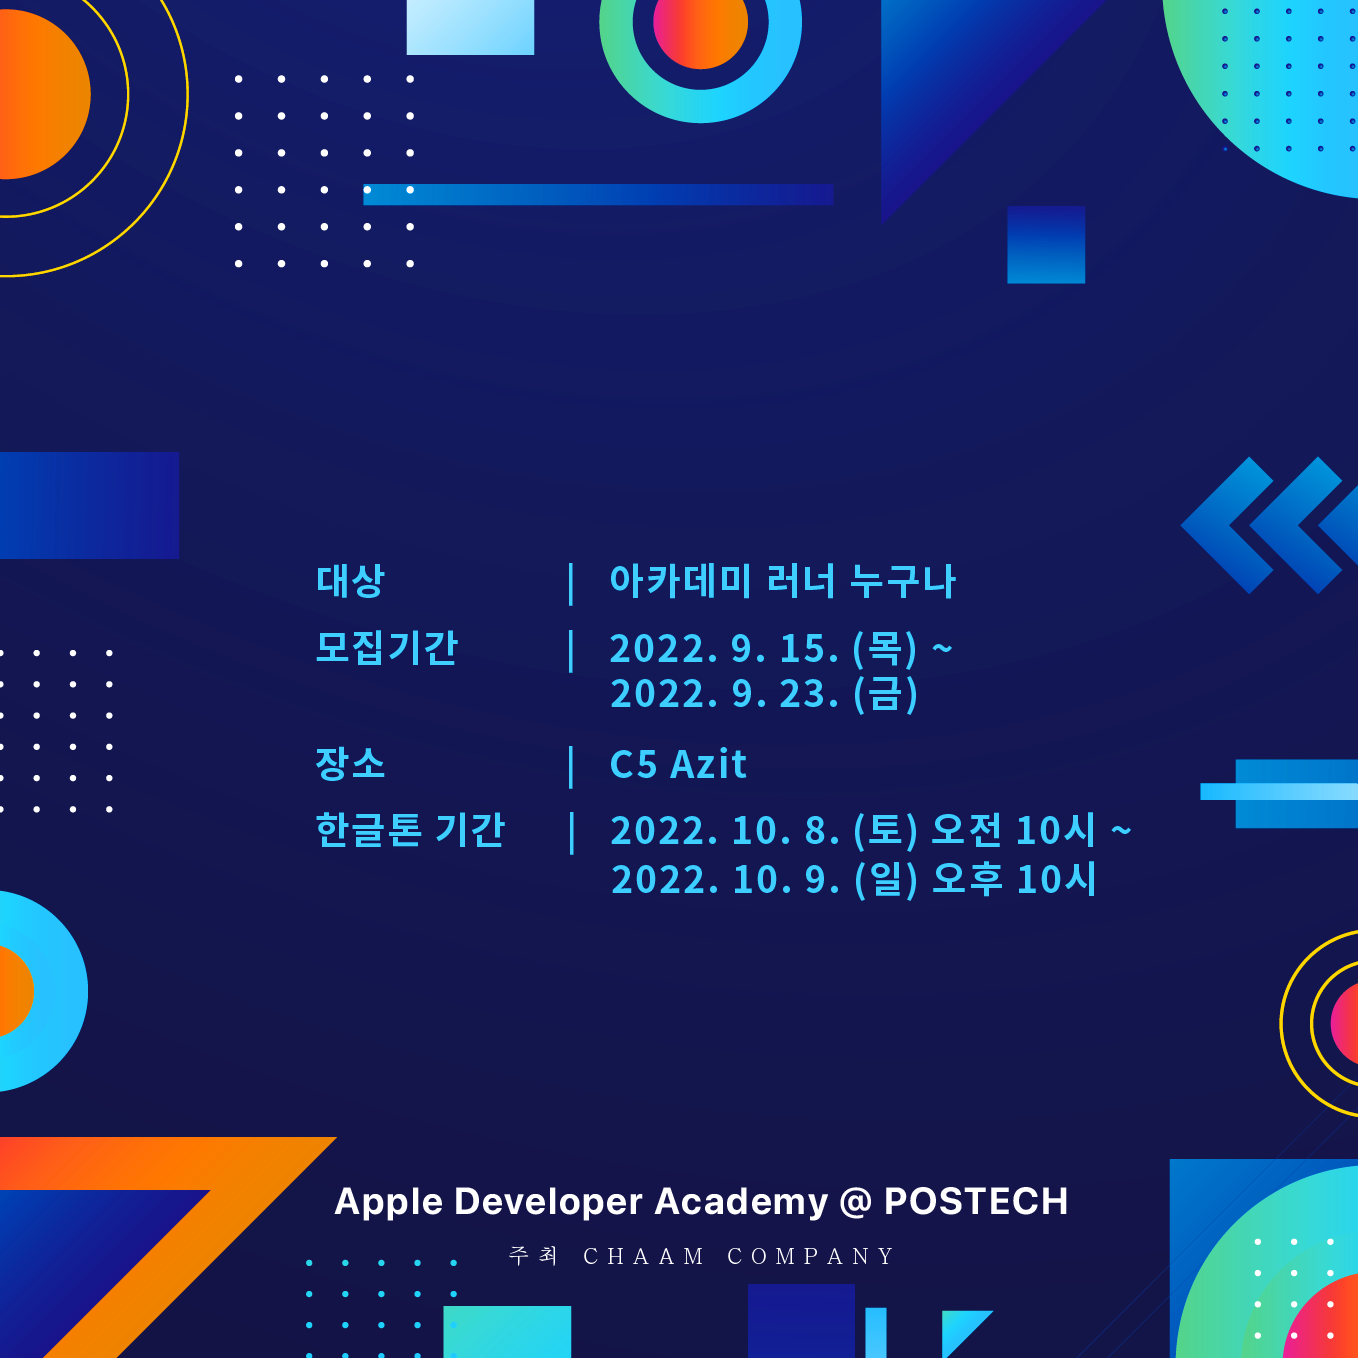 대상 | 아카데미 러너 누구나
모집기간 | 2022. 9. 15. (목) ~
2022. 9. 23. (금)
장소 | C5 Azit
한글톤 기간 | 2022. 10. 8. (토) 오전 10시 ~
2022. 10. 9. (일) 오후 10시
Apple Developer Academy @ POSTECH
주최 CHAAM COMPANY